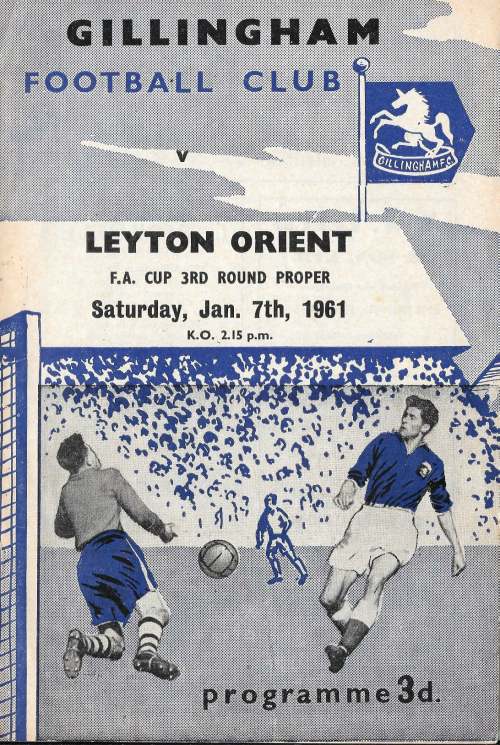 GILLINGHAM
FOOTBALL CLUB
GILLINGHAM F.C.
v
LEYTON ORIENT
F.A. CUP 3RD ROUND PROPER
Saturday, Jan. 7th, 1961
K.O. 2.15 p.m.
programme 3d.